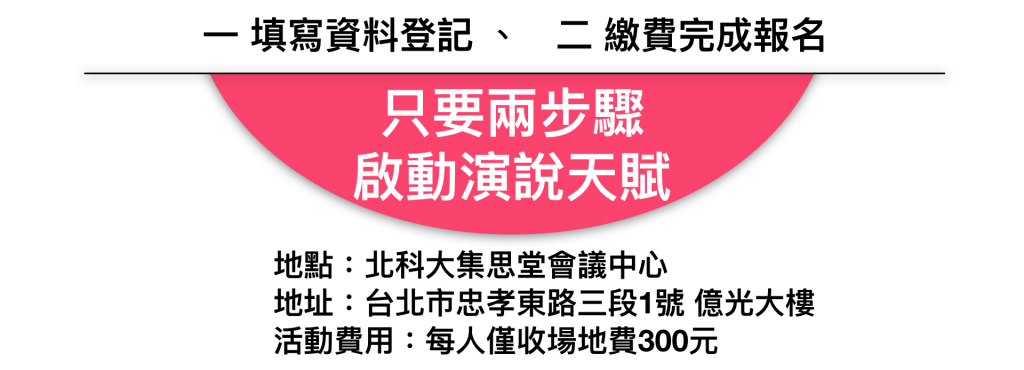 一 填寫資料登記 、 二 繳費完成報名
只要兩步驟
啟動演說天賦
地點：北科大集思堂會議中心
地址：台北市忠孝東路三段1號 億光大樓
活動費用：每人僅收場地費300元